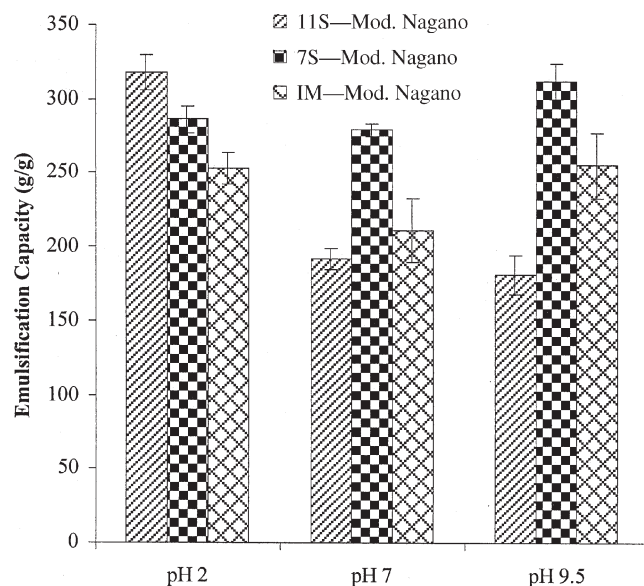 350
300
250
200
150
100
50
0
Emulsification Capacity (g/g)
11S—Mod. Nagano
7S—Mod. Nagano
IM—Mod. Nagano
pH 2
pH 7
pH 9.5